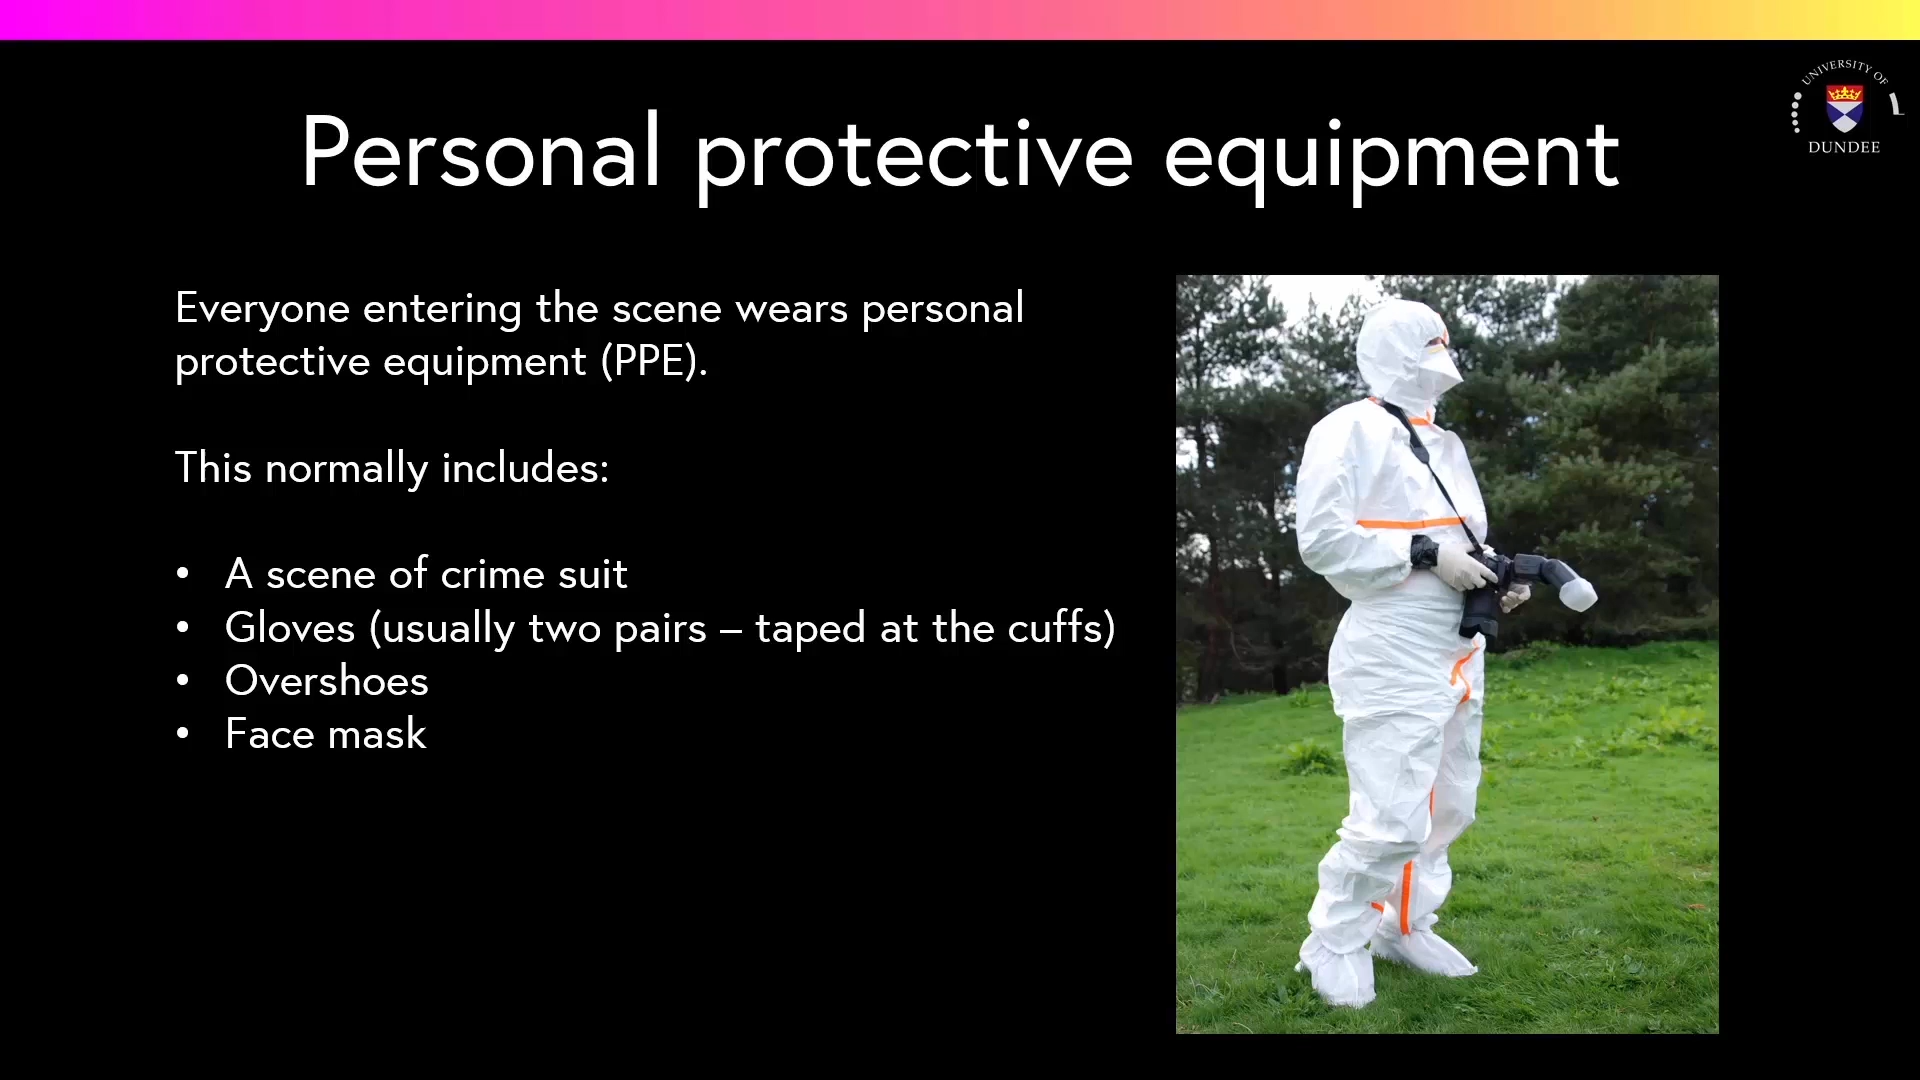 UNIVERSITY OF
DUNDEE
Personal protective equipment
Everyone entering the scene wears personal
protective equipment (PPE).
This normally includes:
• A scene of crime suit
• Gloves (usually two pairs – taped at the cuffs)
• Overshoes
• Face mask